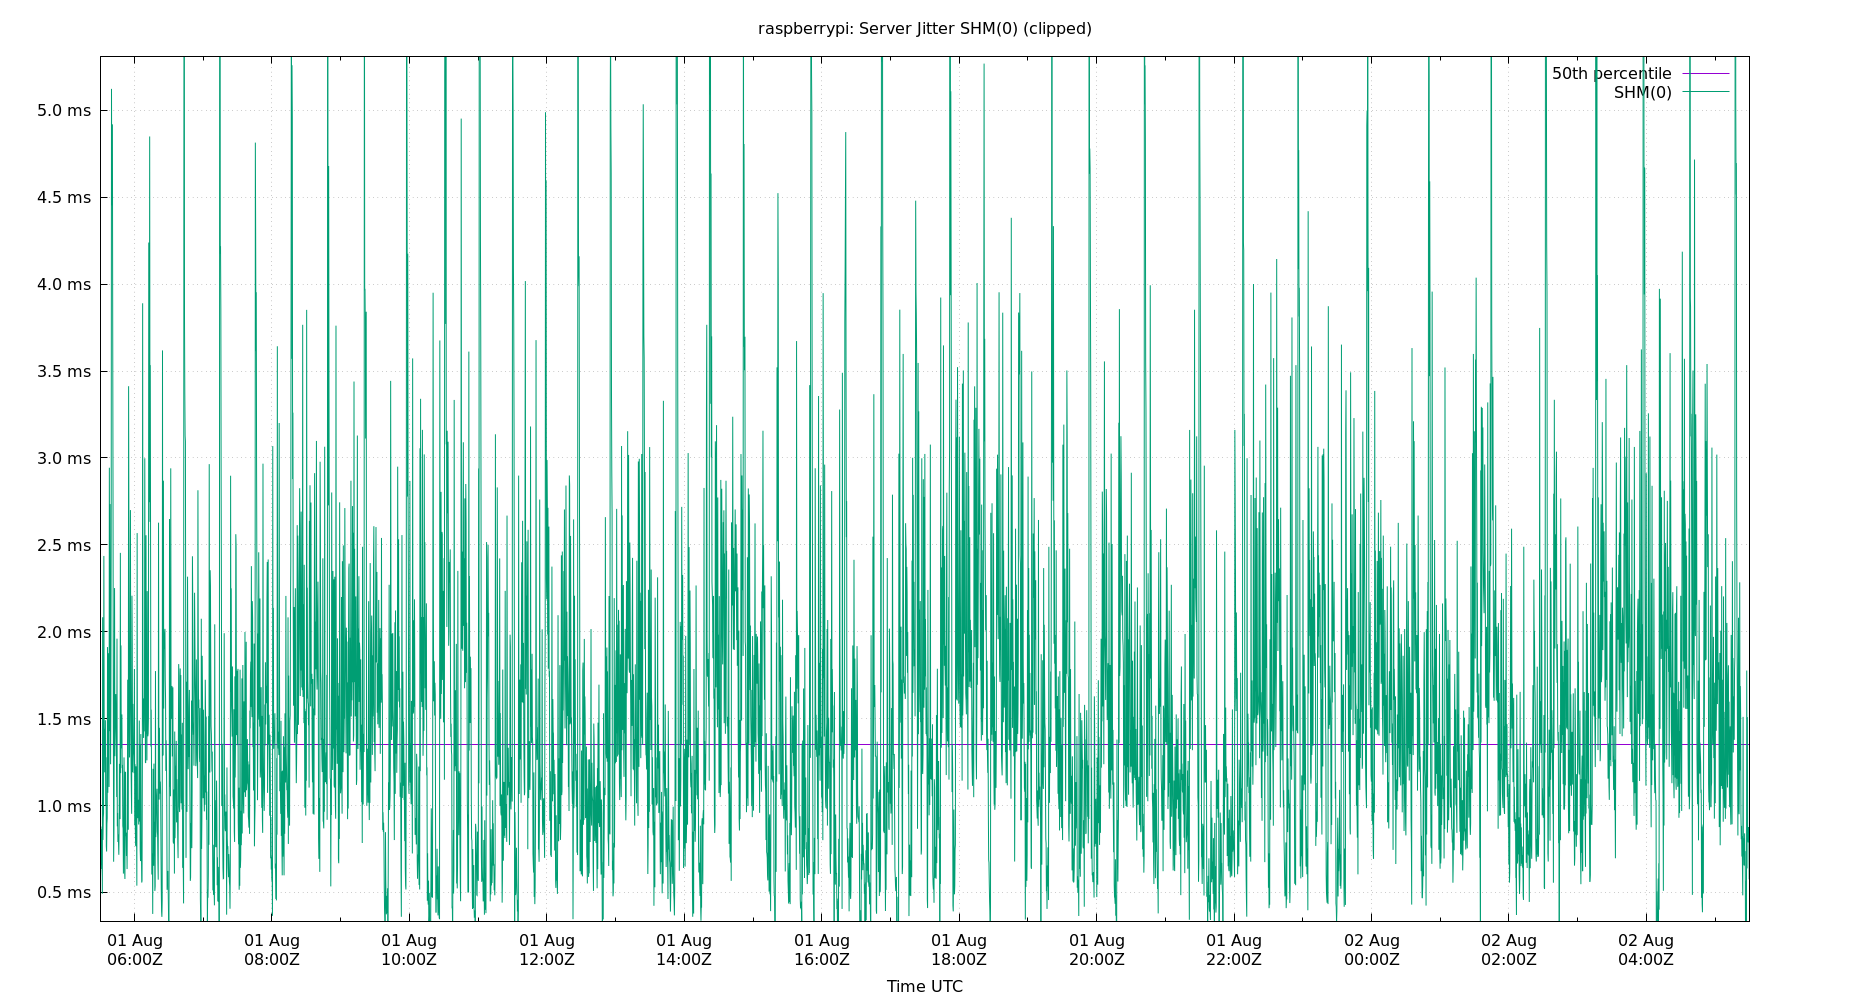 raspberrypi: Server Jitter SHM(0) (clipped)
50th percentile
SHM(0)
5.0 ms
4.5 ms
4.0 ms
3.5 ms
3.0 ms
2.5 ms
2.0 ms
1.5 ms
1.0 ms
0.5 ms
01 Aug 01 Aug 01 Aug 01 Aug 01 Aug 01 Aug 01 Aug 01 Aug 01 Aug 02 Aug 02 Aug 02 Aug
06:00Z 08:00Z 10:00Z 12:00Z 14:00Z 16:00Z 18:00Z 20:00Z 22:00Z 00:00Z 02:00Z 04:00Z
Time UTC